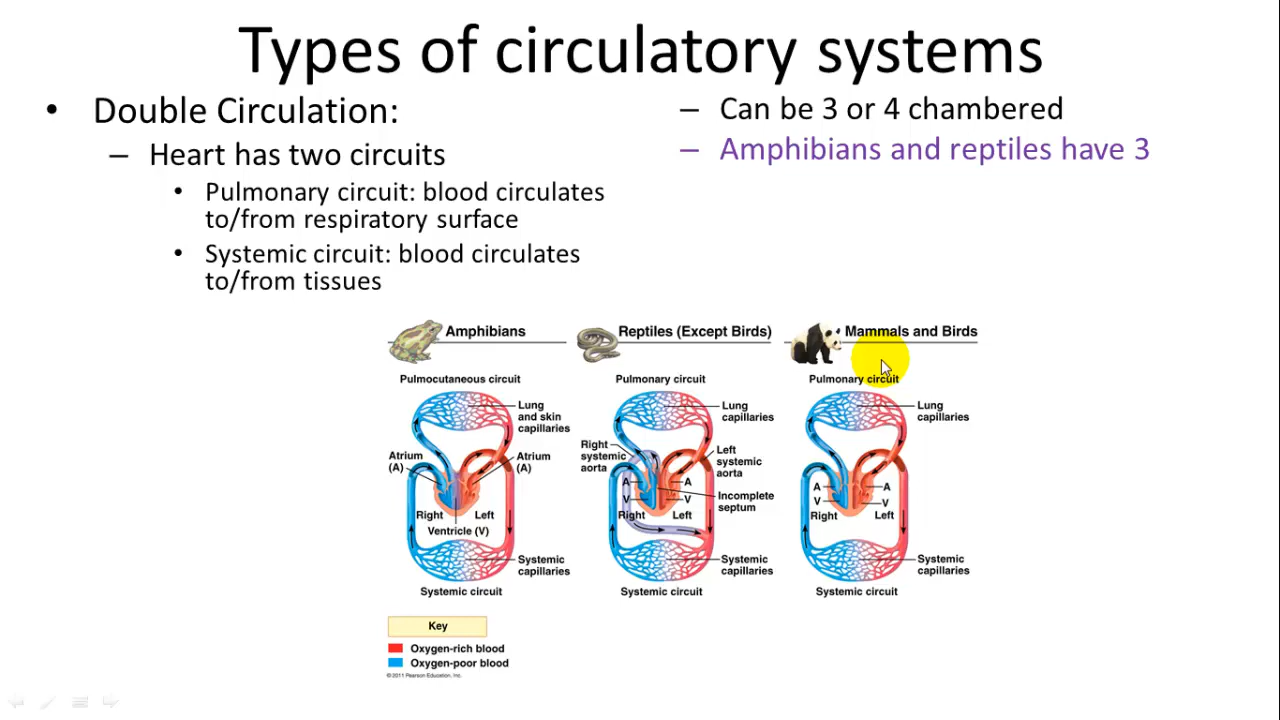 Types of circulatory systems
• Double Circulation:
– Heart has two circuits
• Pulmonary circuit: blood circulates
to/from respiratory surface
• Systemic circuit: blood circulates
to/from tissues
– Can be 3 or 4 chambered
– Amphibians and reptiles have 3
Amphibians
Pulmocutaneous circuit
Lung
and skin
capillaries
Atrium
(A)
Atrium
(A)
Right
Left
Ventricle (V)
Systemic
capillaries
Systemic circuit
Reptiles (Except Birds)
Pulmonary circuit
Lung
capillaries
Right
systemic
aorta
Left
systemic
aorta
A
A
V
V
Incomplete
septum
Right
Left
Systemic
capillaries
Systemic circuit
Mammals and Birds
Pulmonary circuit
Lung
capillaries
A
A
V
V
Right
Left
Systemic
capillaries
Systemic circuit
Key
Oxygen-rich blood
Oxygen-poor blood
© 2011 Pearson Education, Inc.